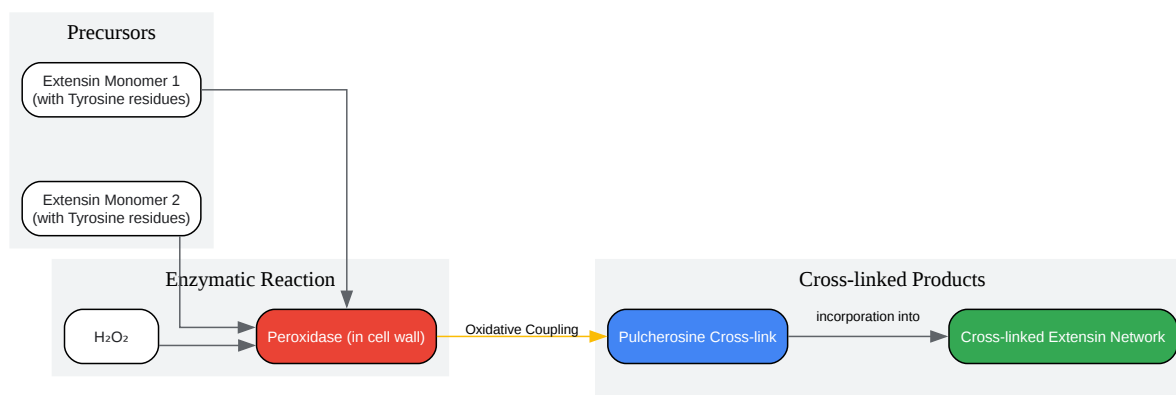 Precursors
Extensin Monomer 1
(with Tyrosine residues)
Extensin Monomer 2
(with Tyrosine residues)
Enzymatic Reaction
H₂O₂
Peroxidase (in cell wall)
Oxidative Coupling
Cross-linked Products
Pulcherosine Cross-link
incorporation into
Cross-linked Extensin Network